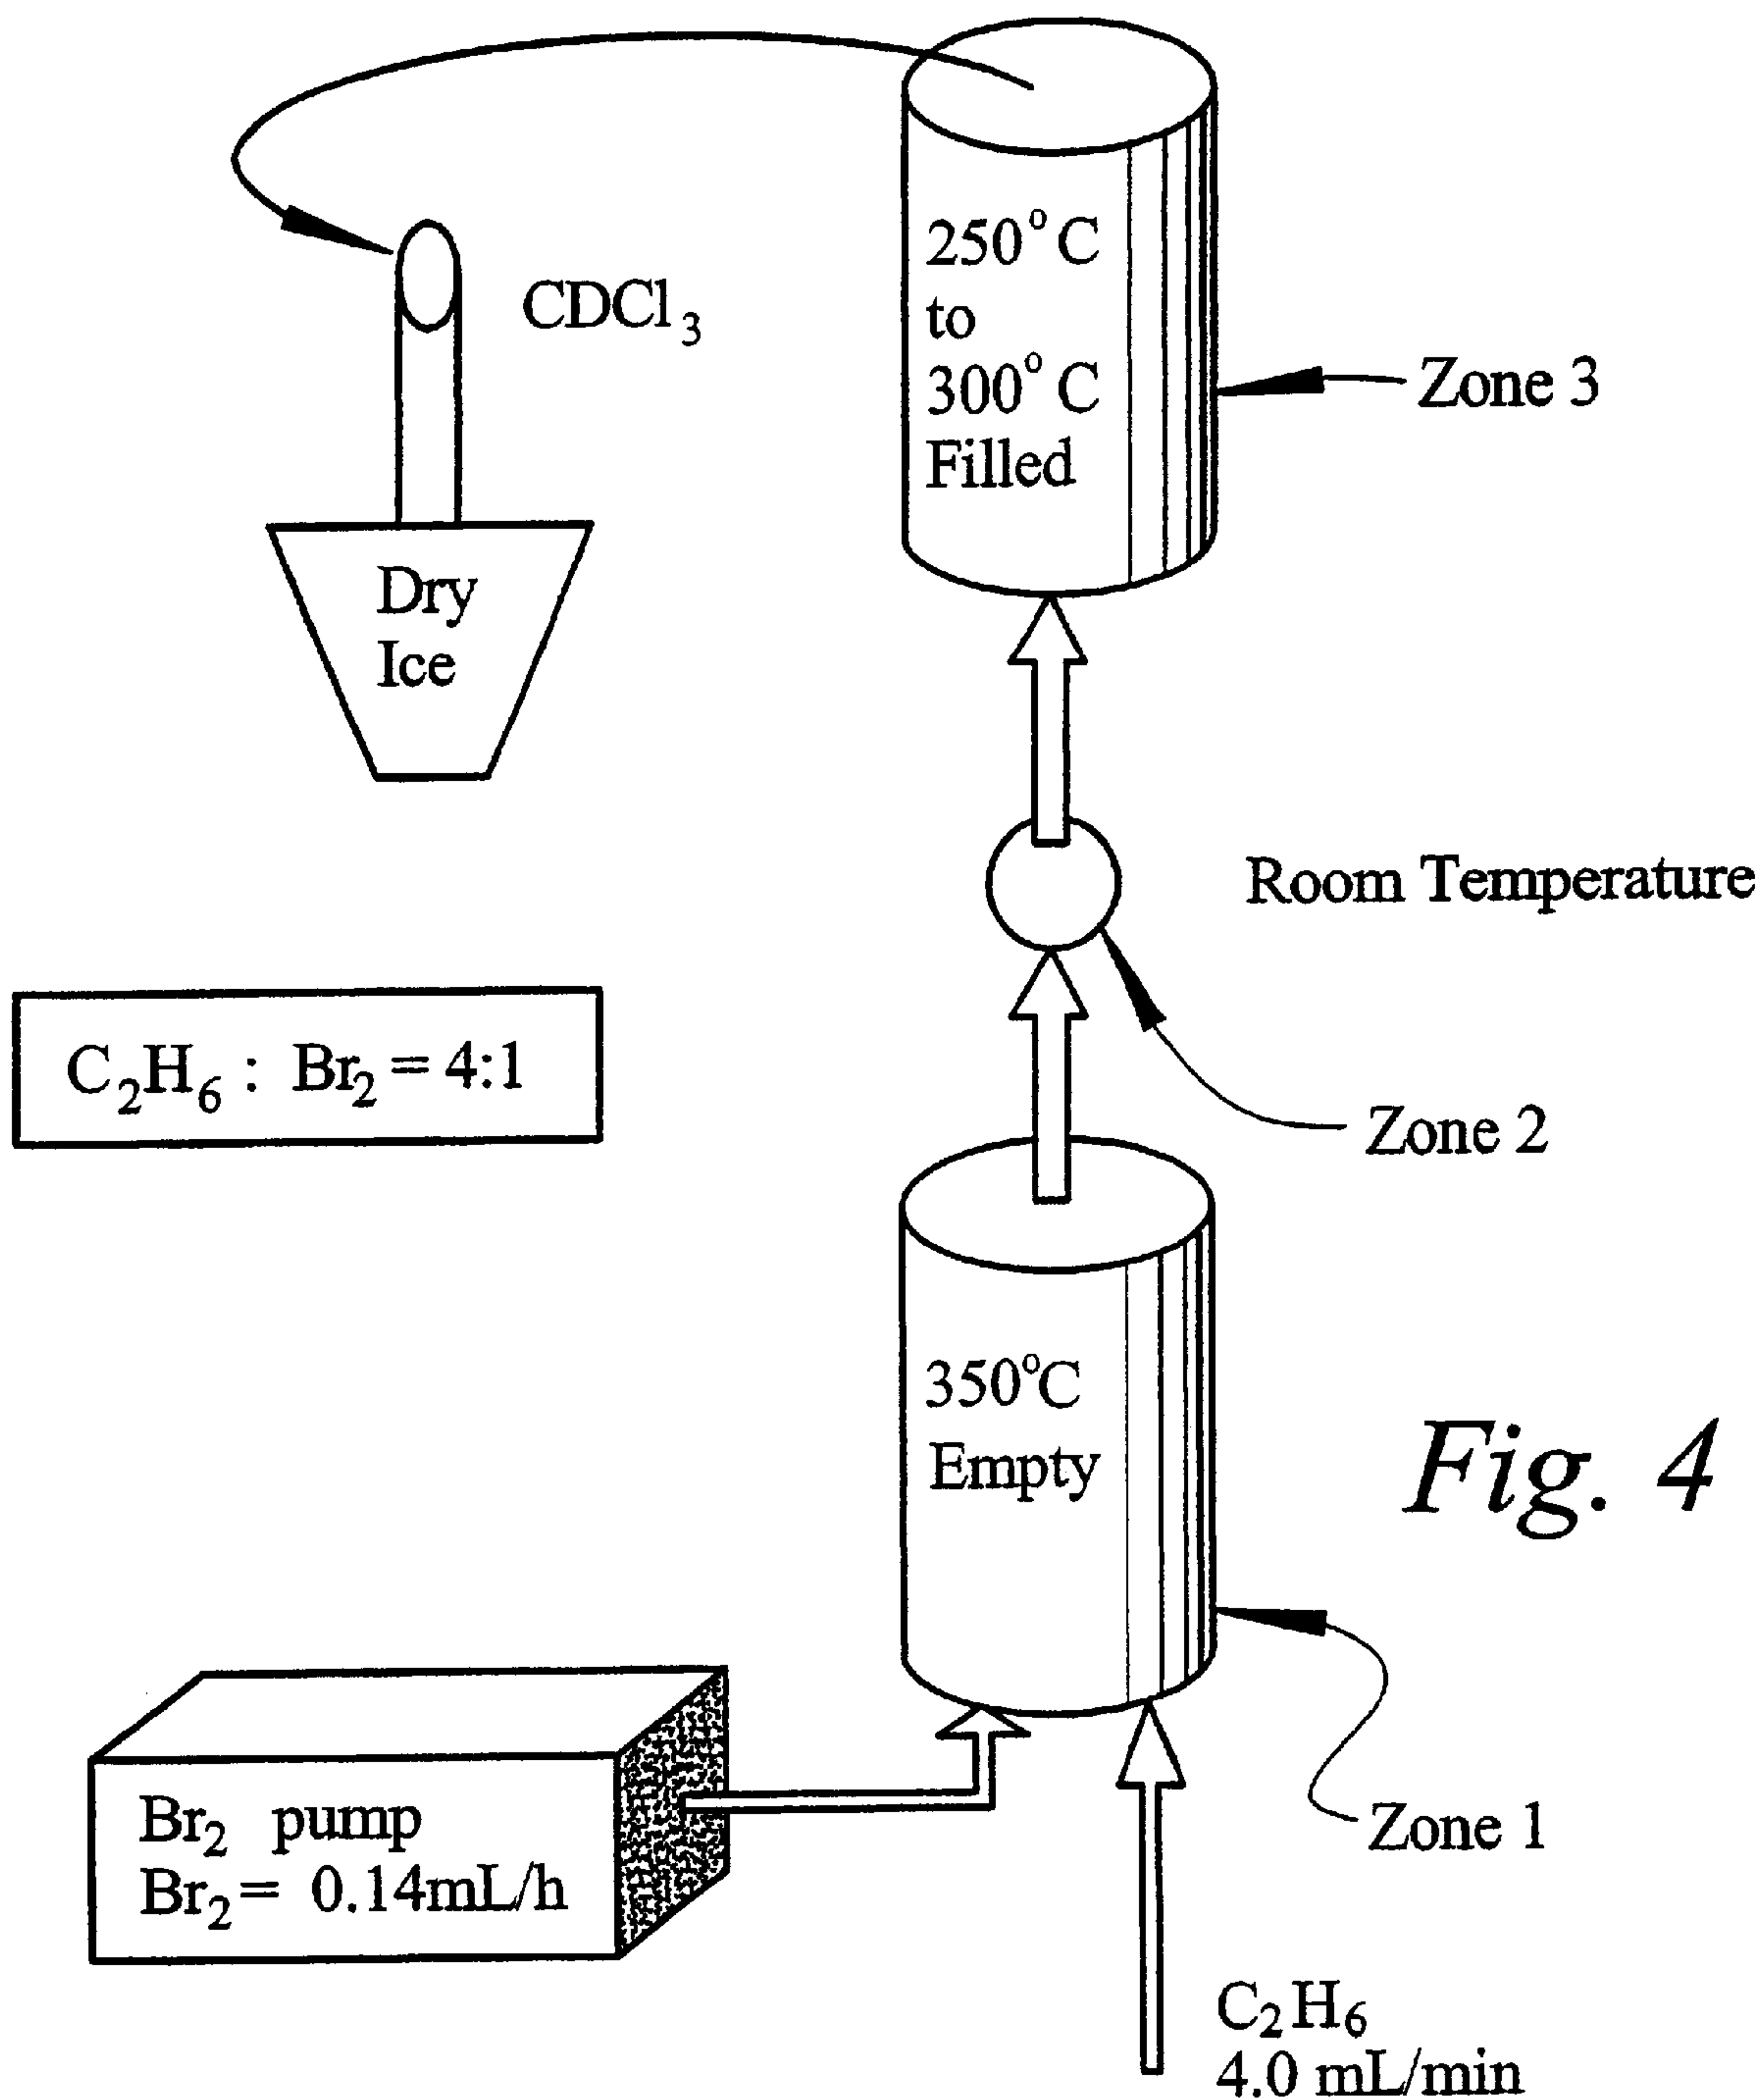 250°C
to
300°C
Filled
Zone 3
CDCl₃
Dry
Ice
Room Temperature
Zone 2
C₂H₆ : Br₂ = 4:1
350°C
Empty
Fig. 4
Zone 1
Br₂ pump
Br₂ = 0.14mL/h
C₂H₆
4.0 mL/min